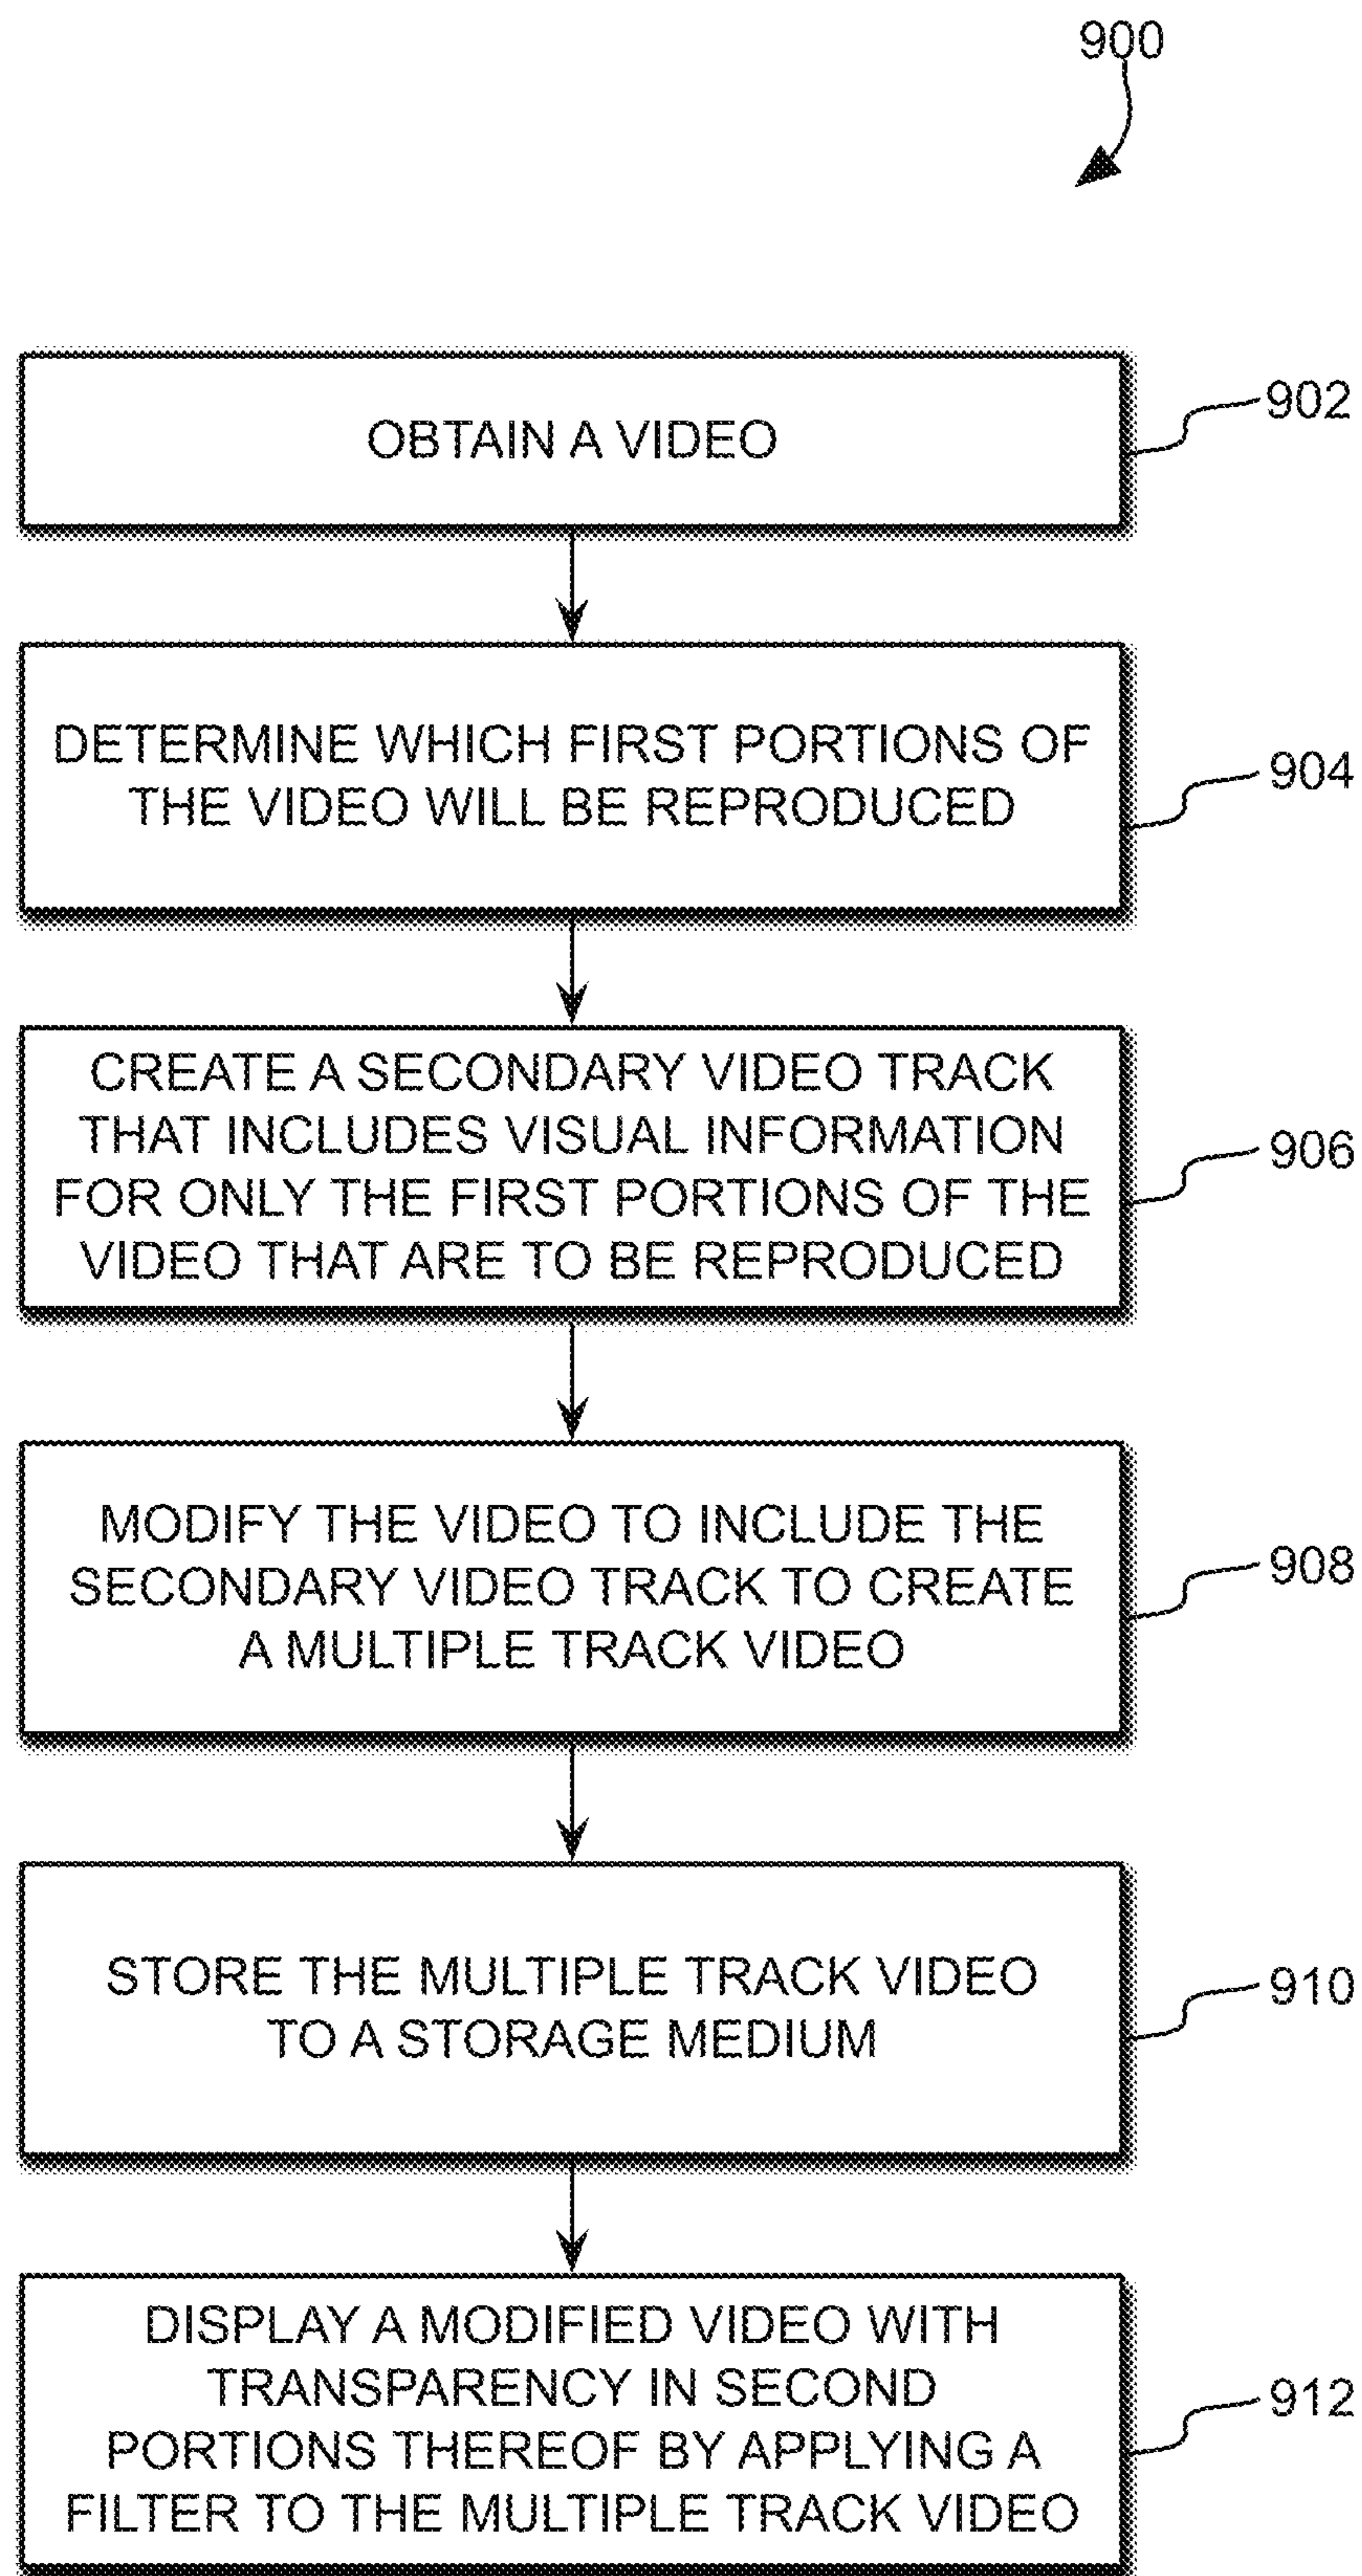 900
OBTAIN A VIDEO
902
DETERMINE WHICH FIRST PORTIONS OF
THE VIDEO WILL BE REPRODUCED
904
CREATE A SECONDARY VIDEO TRACK
THAT INCLUDES VISUAL INFORMATION
FOR ONLY THE FIRST PORTIONS OF THE
VIDEO THAT ARE TO BE REPRODUCED
906
MODIFY THE VIDEO TO INCLUDE THE
SECONDARY VIDEO TRACK TO CREATE
A MULTIPLE TRACK VIDEO
908
STORE THE MULTIPLE TRACK VIDEO
TO A STORAGE MEDIUM
910
DISPLAY A MODIFIED VIDEO WITH
TRANSPARENCY IN SECOND
PORTIONS THEREOF BY APPLYING A
FILTER TO THE MULTIPLE TRACK VIDEO
912